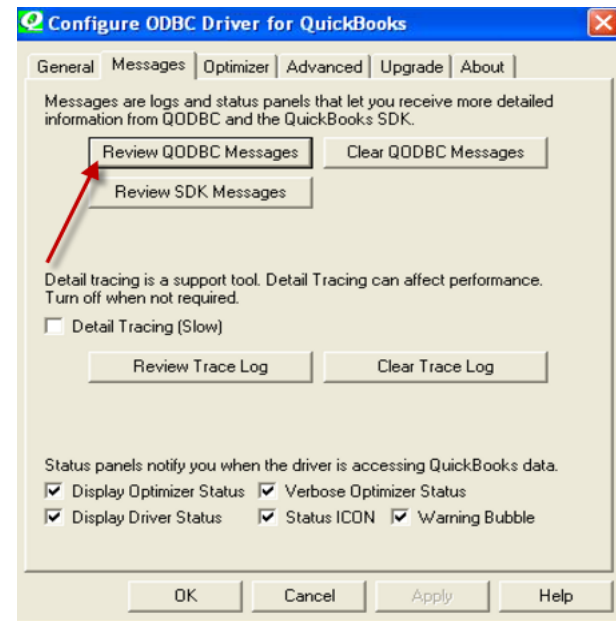 Configure ODBC Driver for QuickBooks
General Messages Optimizer Advanced Upgrade About
Messages are logs and status panels that let you receive more detailed
information from QODBC and the QuickBooks SDK.
Review QODBC Messages Clear QODBC Messages
Review SDK Messages
Detail tracing is a support tool. Detail Tracing can affect performance.
Turn off when not required.
Detail Tracing (Slow)
Review Trace Log Clear Trace Log
Status panels notify you when the driver is accessing QuickBooks data.
Display Optimizer Status Verbose Optimizer Status
Display Driver Status Status ICON Warning Bubble
OK Cancel Apply Help